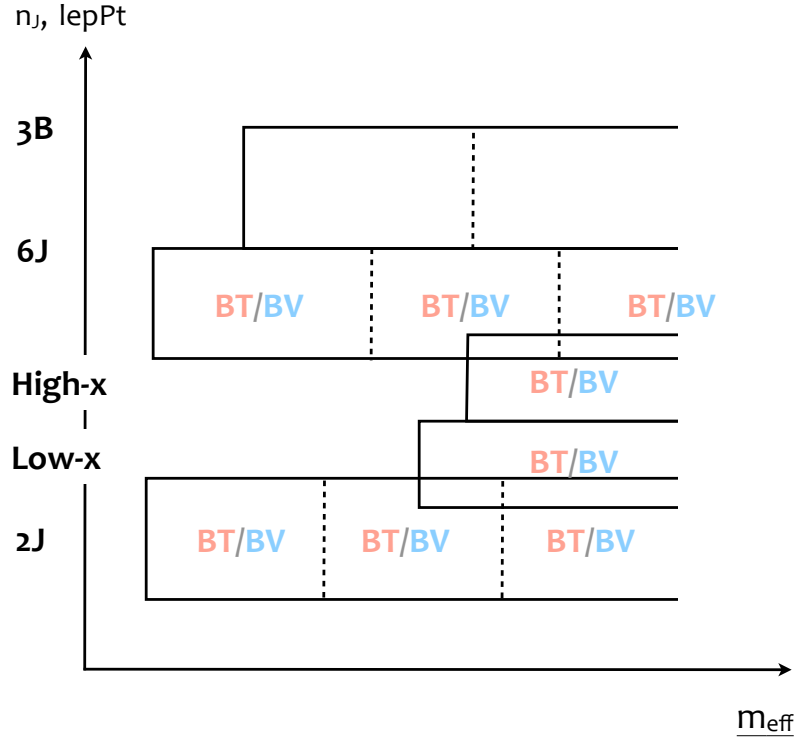 nJ, lepPt
3B
6J
BT/BV BT/BV BT/BV
High-x
BT/BV
Low-x
BT/BV
2J
BT/BV BT/BV BT/BV
meff